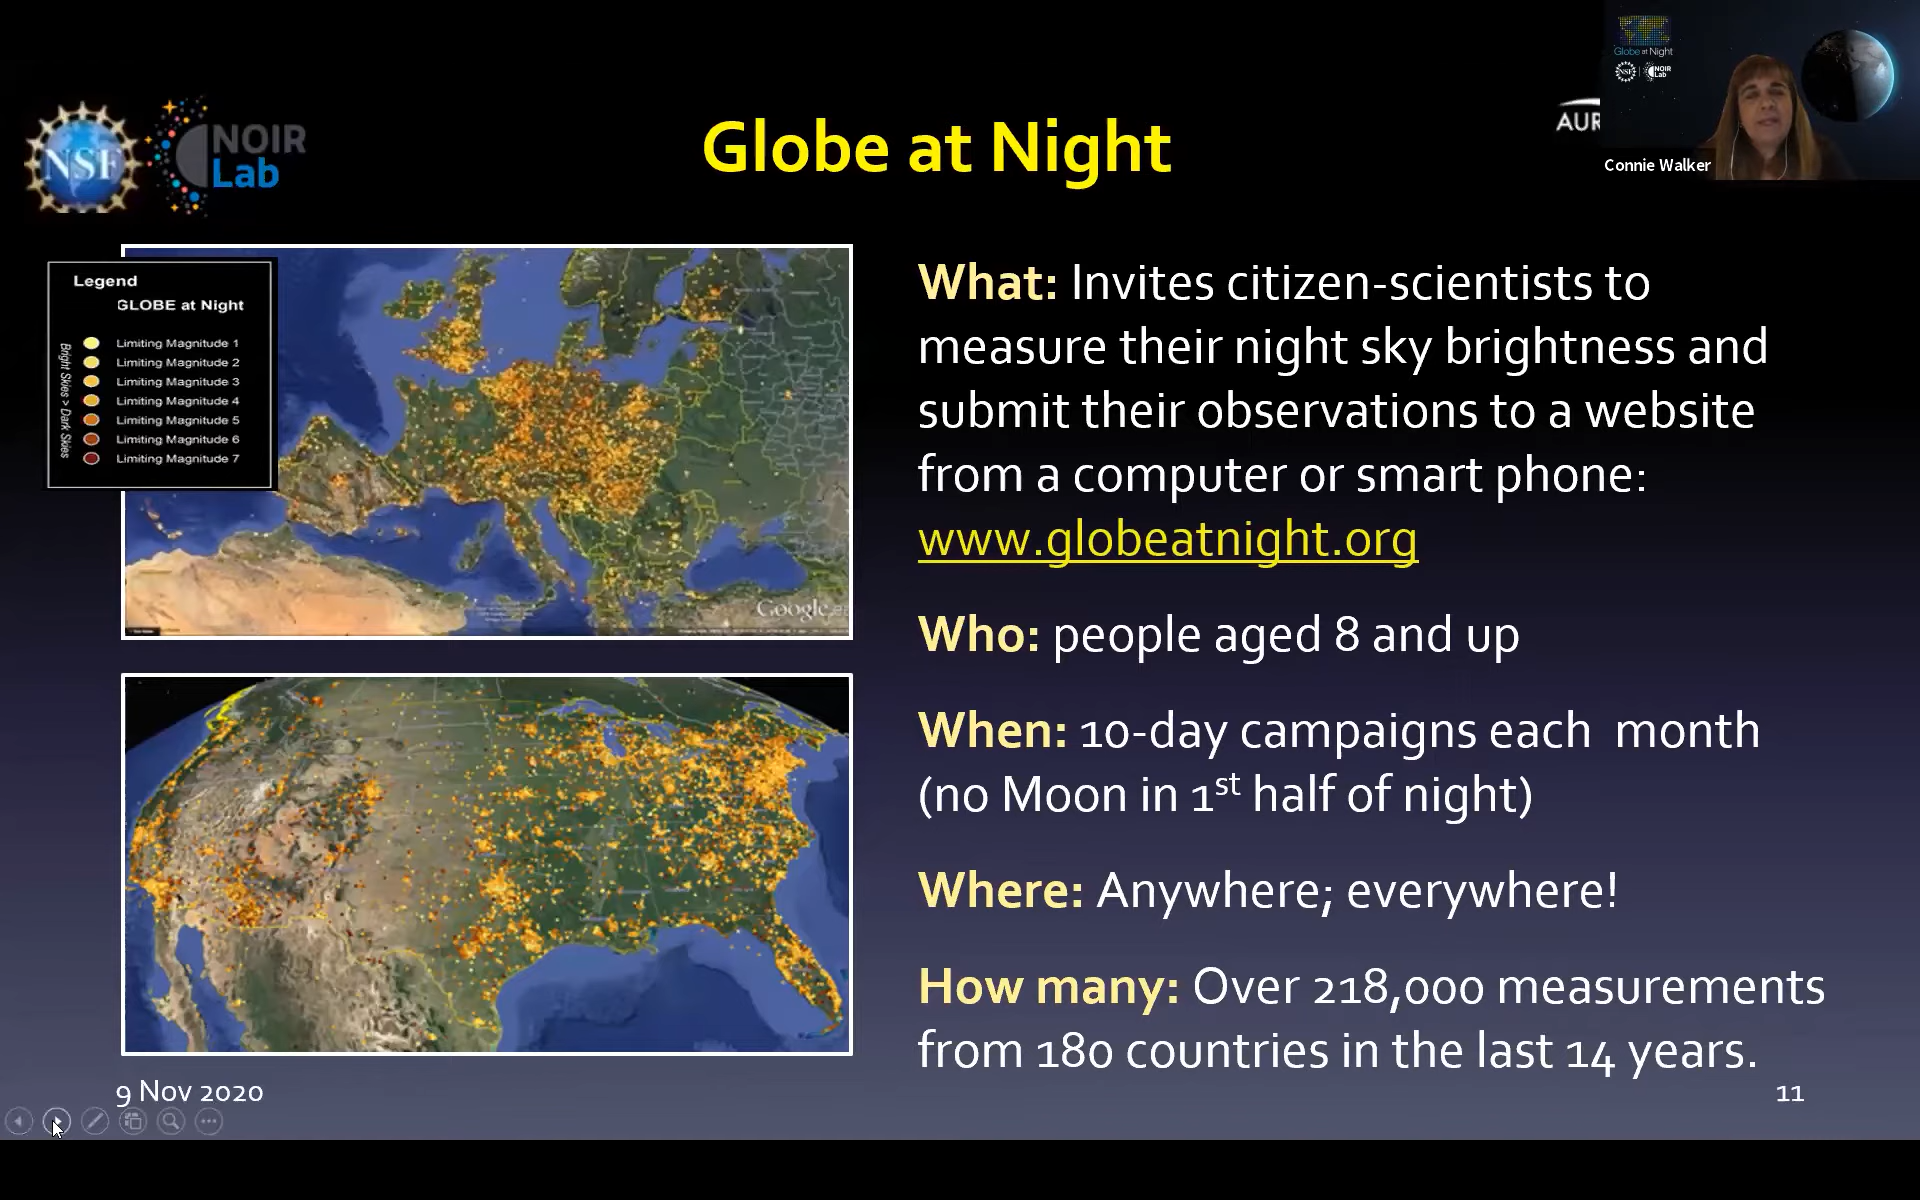 NSF
NOIR
Lab
Globe at Night
AUR
Globe at Night
NSF
NOIR
Lab
Connie Walker
Legend
GLOBE at Night
Bright Skies > Dark Skies
Limiting Magnitude 1
Limiting Magnitude 2
Limiting Magnitude 3
Limiting Magnitude 4
Limiting Magnitude 5
Limiting Magnitude 6
Limiting Magnitude 7
Google
What: Invites citizen-scientists to
measure their night sky brightness and
submit their observations to a website
from a computer or smart phone:
www.globeatnight.org
Who: people aged 8 and up
When: 10-day campaigns each month
(no Moon in 1st half of night)
Where: Anywhere; everywhere!
How many: Over 218,000 measurements
from 180 countries in the last 14 years.
9 Nov 2020
11